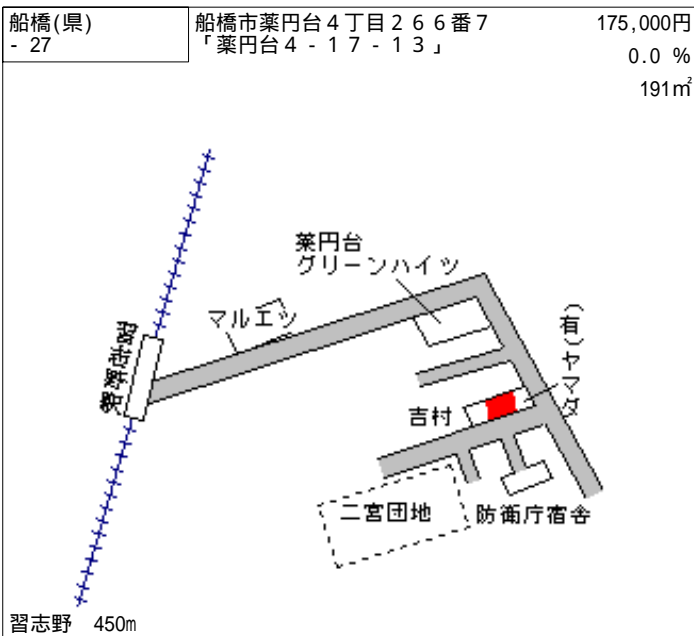 船橋(県)
- 27
船橋市薬円台４丁目２６６番７
「薬円台４‐１７‐１３」
175,000円
0.0 %
191㎡
薬円台
グリーンハイツ
マルエツ
習志野駅
(有)ヤマダ
吉村
二宮団地
防衛庁宿舎
習志野　450m